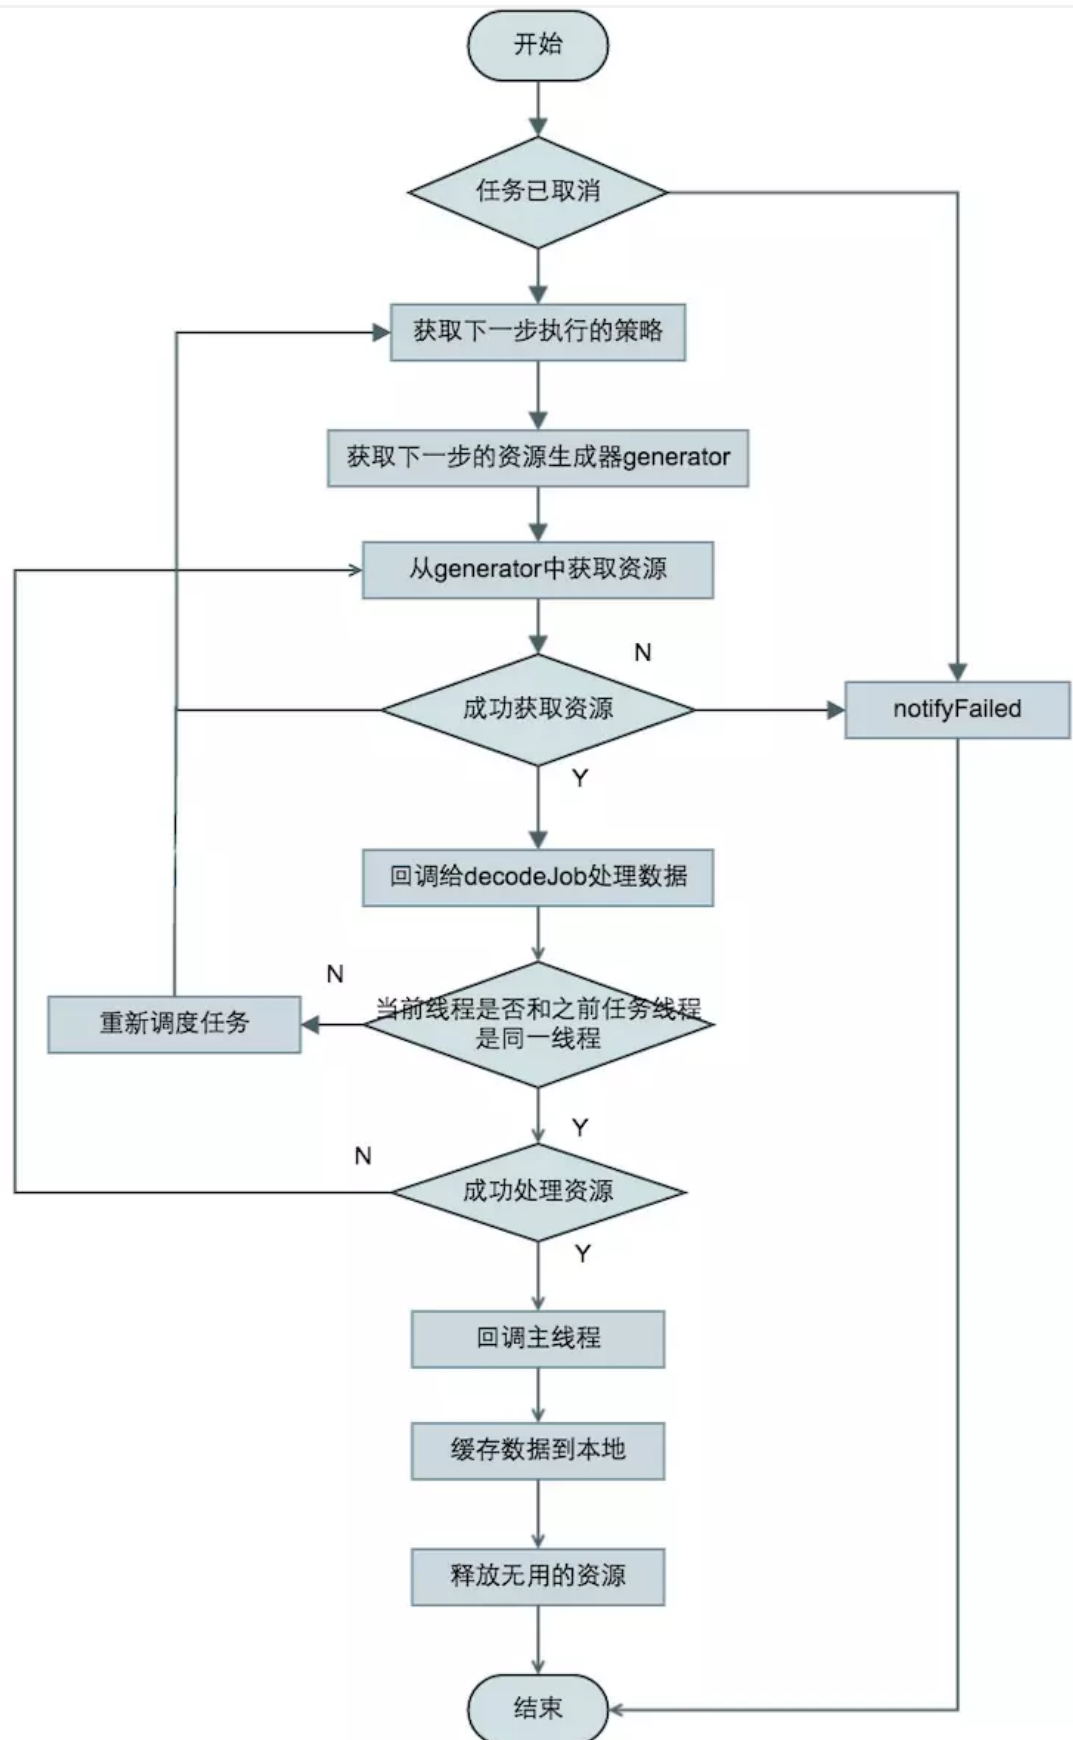 开始
任务已取消
获取下一步执行的策略
获取下一步的资源生成器generator
从generator中获取资源
N
成功获取资源
notifyFailed
Y
回调给decodeJob处理数据
N
当前线程是否和之前任务线程
是同一线程
重新调度任务
Y
N
成功处理资源
Y
回调主线程
缓存数据到本地
释放无用的资源
结束